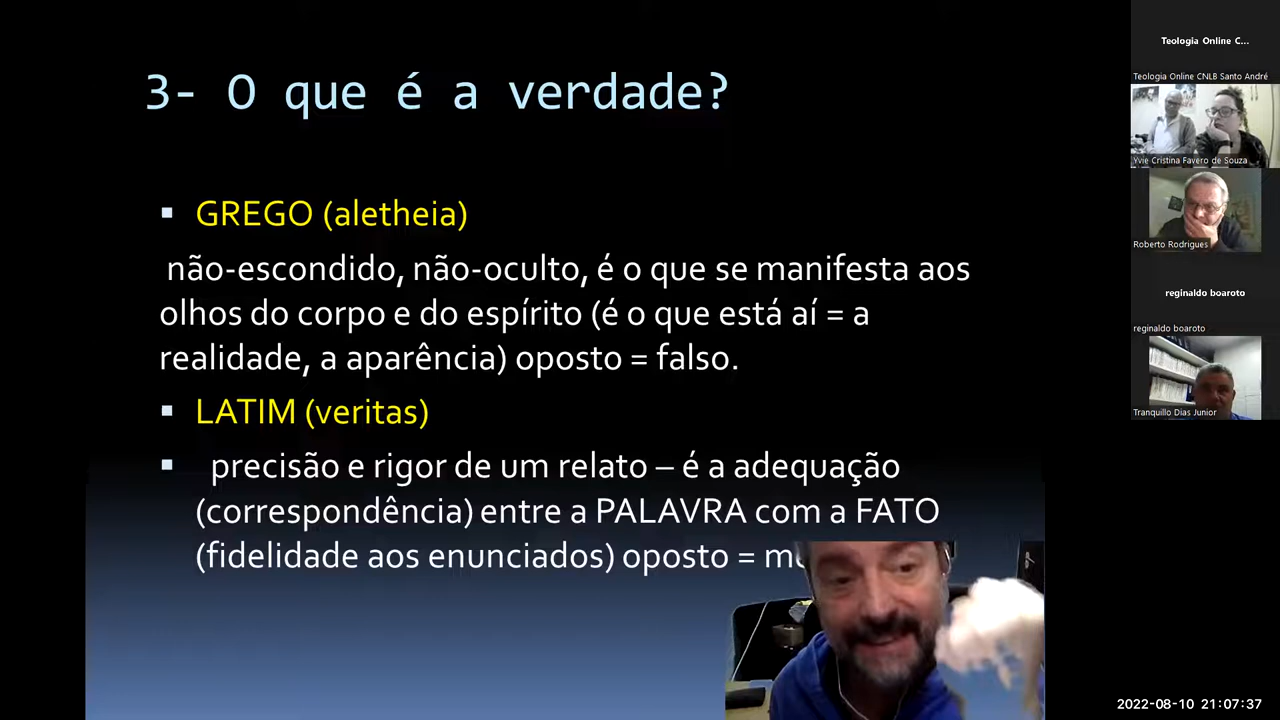 3- O que é a verdade?
GREGO (aletheia)
não-escondido, não-oculto, é o que se manifesta aos
olhos do corpo e do espírito (é o que está aí = a
realidade, a aparência) oposto = falso.
LATIM (veritas)
precisão e rigor de um relato – é a adequação
(correspondência) entre a PALAVRA com a FATO
(fidelidade aos enunciados) oposto =
Teologia Online C...
Teologia Online CNLB Santo André
Yvie Cristina Favero de Souza
Roberto Rodrigues
reginaldo boaroto
reginaldo boaroto
Tranquillo Dias Junior
2022-08-10 21:07:37